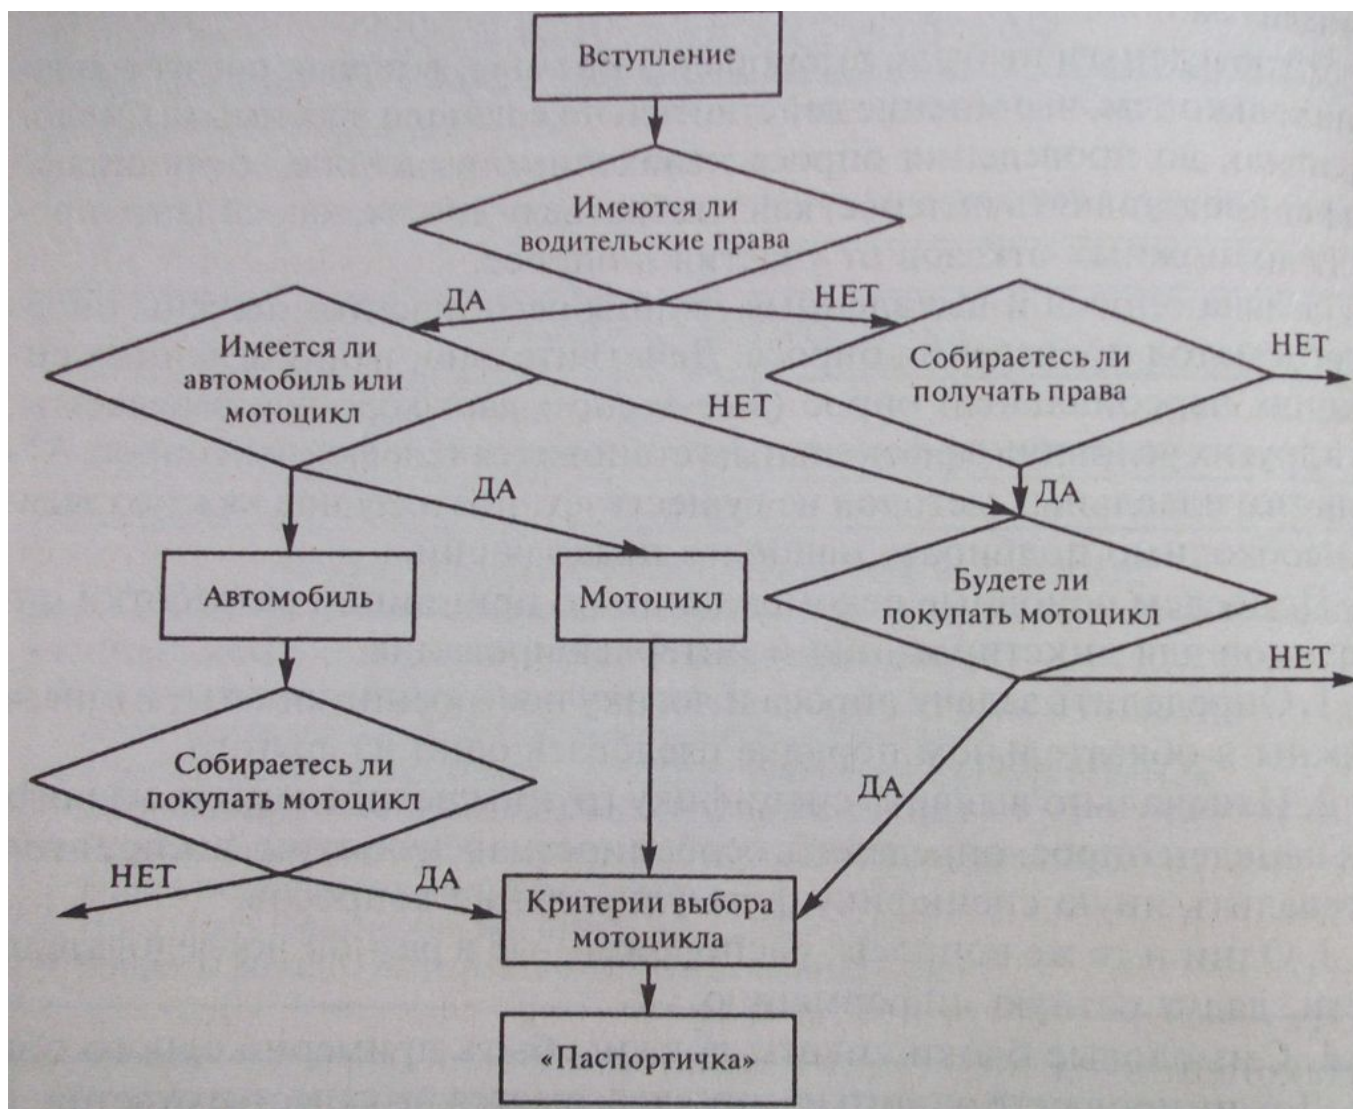 Вступление
Имеются ли
водительские права
ДА
НЕТ
Имеется ли
автомобиль или
мотоцикл
Собираетесь ли
получать права
НЕТ
НЕТ
ДА
ДА
Автомобиль
Мотоцикл
Будете ли
покупать мотоцикл
НЕТ
Собираетесь ли
покупать мотоцикл
ДА
НЕТ
ДА
Критерии выбора
мотоцикла
«Паспортичка»